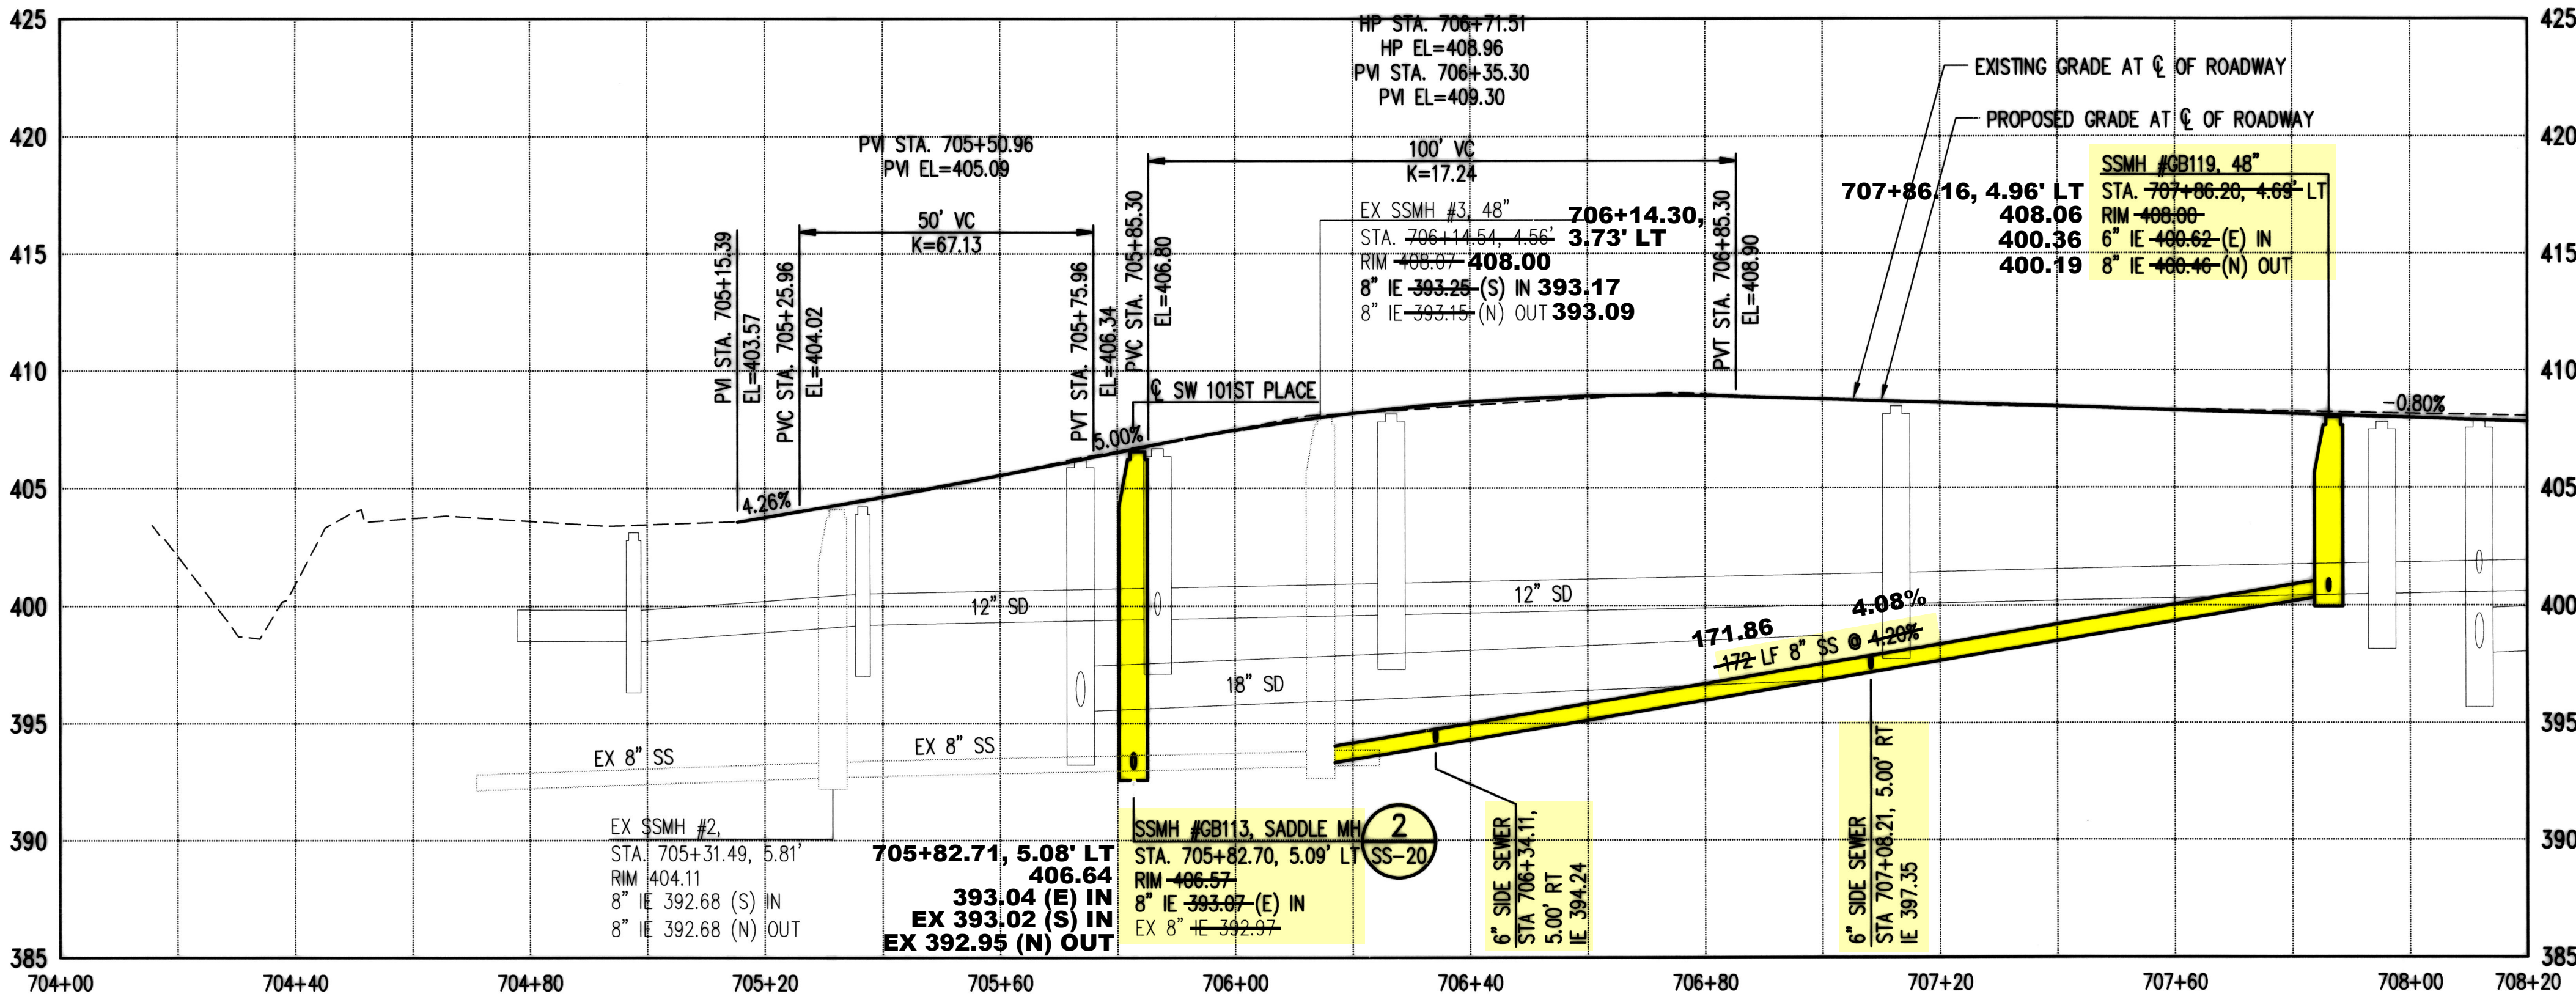 425
420
415
410
405
400
395
390
385
HP STA. 706+71.51
HP EL=408.96
PVI STA. 706+35.30
PVI EL=409.30
100' VC
K=17.24
PVI STA. 705+50.96
PVI EL=405.09
50' VC
K=67.13
PVI STA. 705+15.39
EL=403.57
PVC STA. 705+25.96
EL=404.02
PVT STA. 705+75.96
EL=406.34
PVC STA. 705+85.30
EL=406.80
PVT STA. 706+85.30
EL=408.90
EXISTING GRADE AT ℄ OF ROADWAY
PROPOSED GRADE AT ℄ OF ROADWAY
EX SSMH #3, 48"
706+14.30,
STA. 706+14.54, 4.56' 3.73' LT
RIM 408.07 408.00
8" IE 393.25 (S) IN 393.17
8" IE 393.15 (N) OUT 393.09
SSMH #GB119, 48"
707+86.16, 4.96' LT STA. 707+86.20, 4.69' LT
408.06 RIM 408.00
400.36 6" IE 400.62 (E) IN
400.19 8" IE 400.46 (N) OUT
℄ SW 101ST PLACE
4.26%
5.00%
-0.80%
12" SD
12" SD
18" SD
171.86
4.08%
172 LF 8" SS @ 4.20%
EX 8" SS
EX 8" SS
EX SSMH #2,
STA. 705+31.49, 5.81'
RIM 404.11
8" IE 392.68 (S) IN
8" IE 392.68 (N) OUT
705+82.71, 5.08' LT
406.64
393.04 (E) IN
EX 393.02 (S) IN
EX 392.95 (N) OUT
SSMH #GB113, SADDLE MH
STA. 705+82.70, 5.09' LT
RIM 406.57
8" IE 393.07 (E) IN
EX 8" IE 392.97
2
SS-20
6" SIDE SEWER
STA 706+34.11,
5.00' RT
IE 394.24
6" SIDE SEWER
STA 707+08.21, 5.00' RT
IE 397.35
425
420
415
410
405
400
395
390
385
704+00 704+40 704+80 705+20 705+60 706+00 706+40 706+80 707+20 707+60 708+00 708+20